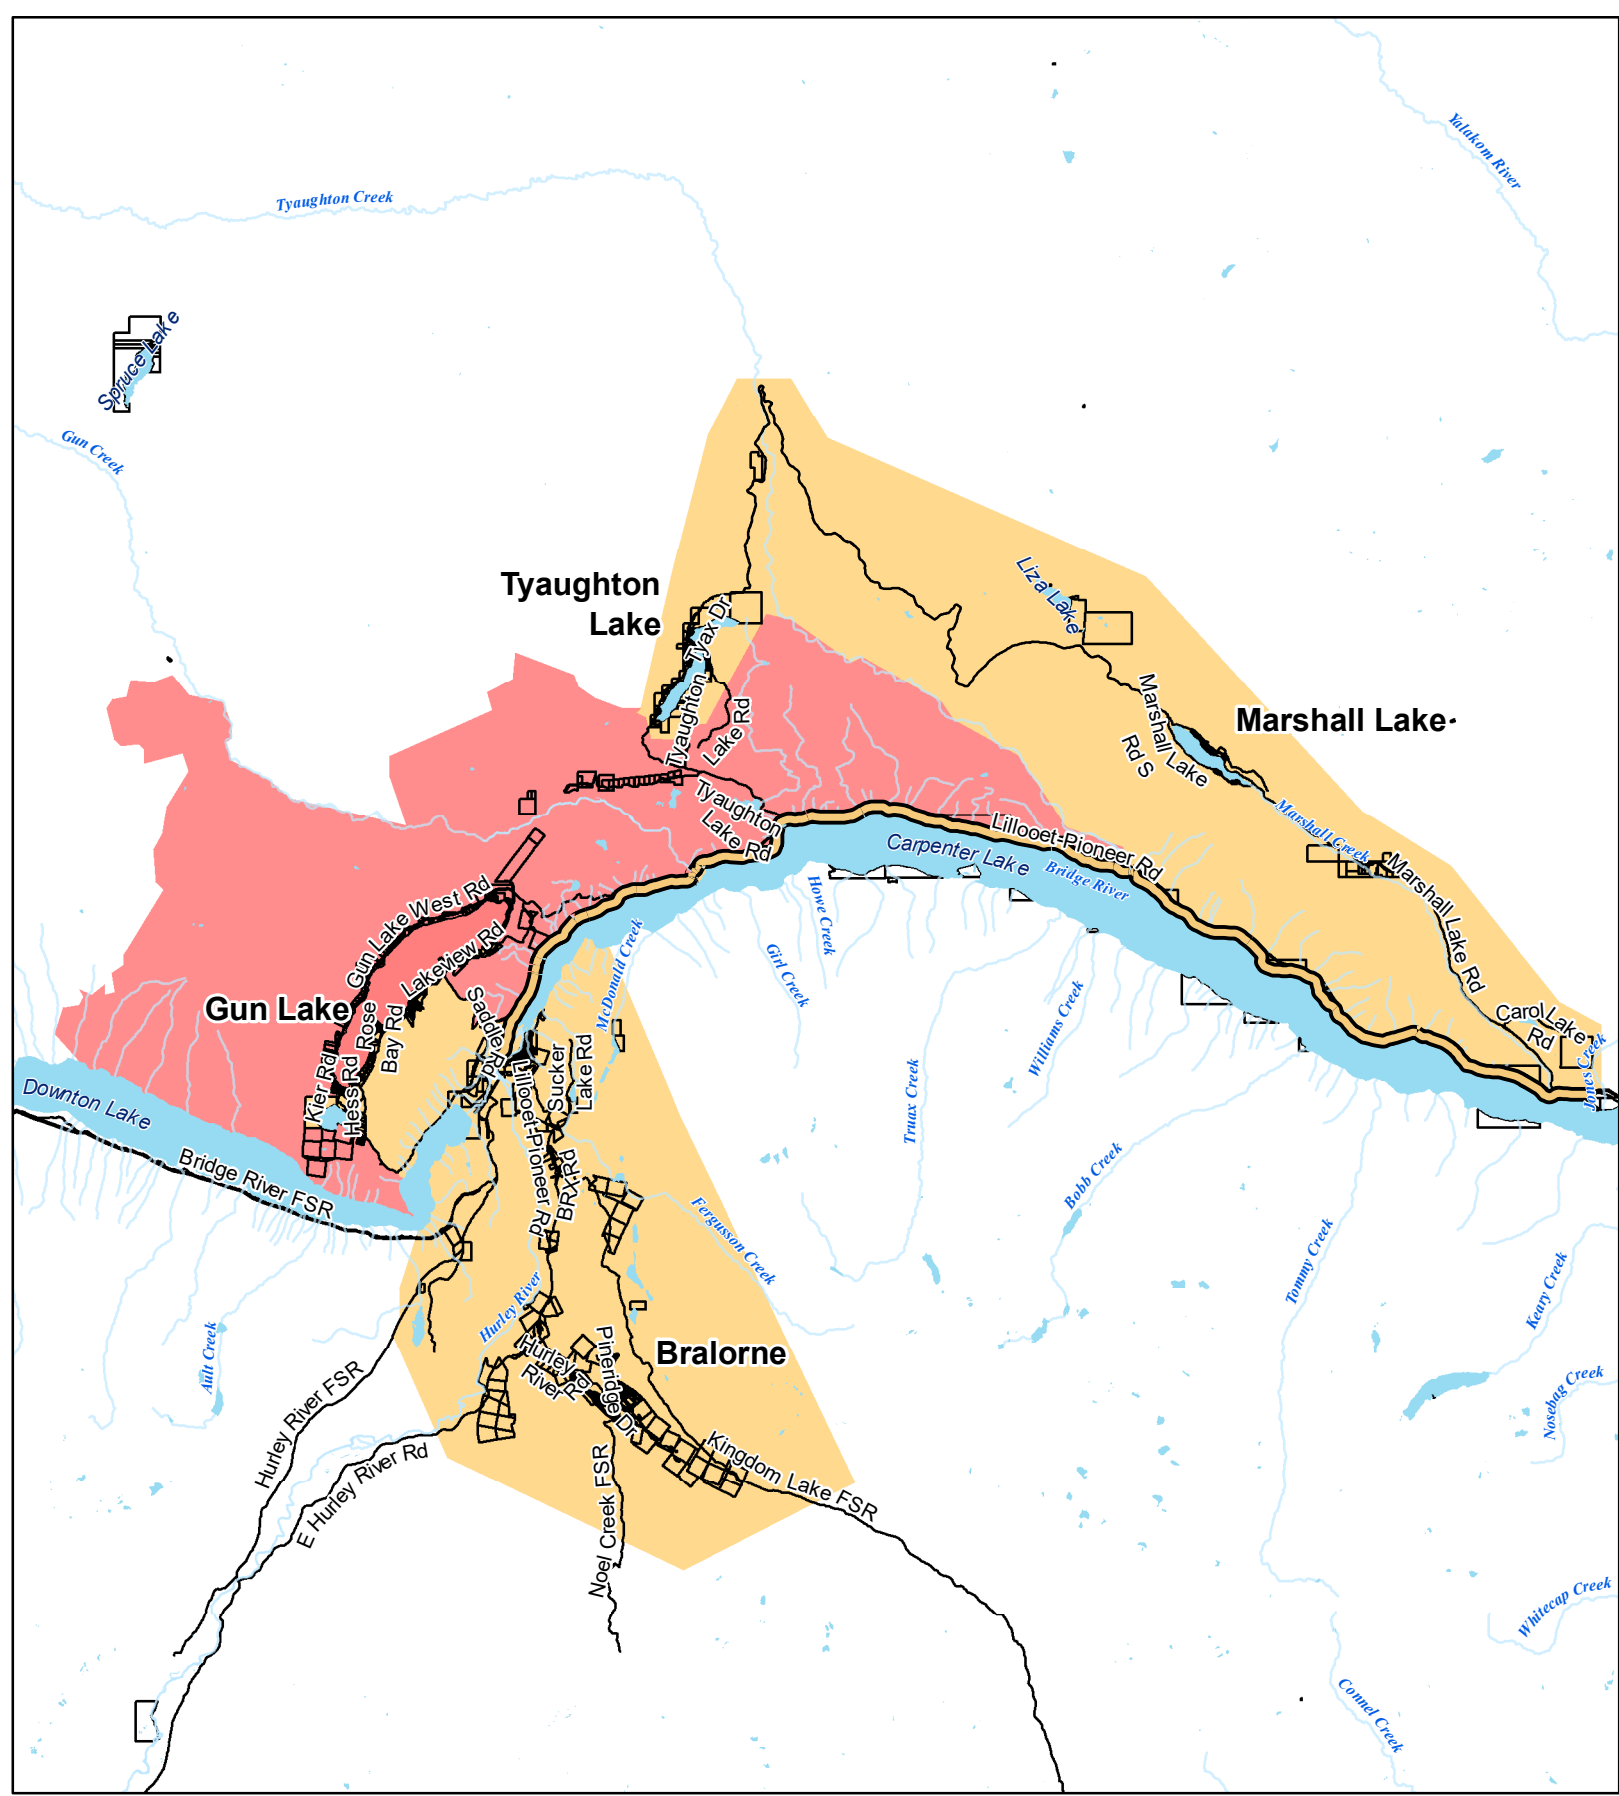 Yalakom River
Tyaughton Creek
Spruce Lake
Gun Creek
Tyaughton
Lake
Tyax Dr
Liza Lake
Marshall Lake
Marshall Lake
Rd S
Tyaughton
Lake Rd
Tyaughton
Lake Rd
Lillooet-Pioneer Rd
Carpenter Lake
Bridge River
Marshall Creek
Marshall Lake Rd
Gun Lake West Rd
Lakeview Rd
Howe Creek
Girl Creek
McDonald Creek
Williams Creek
Gun Lake
Rose
Bay Rd
Saddle Rd
Carol Lake
Rd
Jones Creek
Kier Rd
Hess Rd
Sucker
Lake Rd
Lillooet-Pioneer Rd
Truax Creek
Downton Lake
Bridge River FSR
BRX Rd
Bobb Creek
Fergusson Creek
Tommy Creek
Keary Creek
Hurley River
Ault Creek
Bralorne
Hurley
River Rd
Pineridge Dr
Nosebag Creek
Hurley River FSR
E Hurley River Rd
Kingdom Lake FSR
Noel Creek FSR
Whitecap Creek
Connel Creek